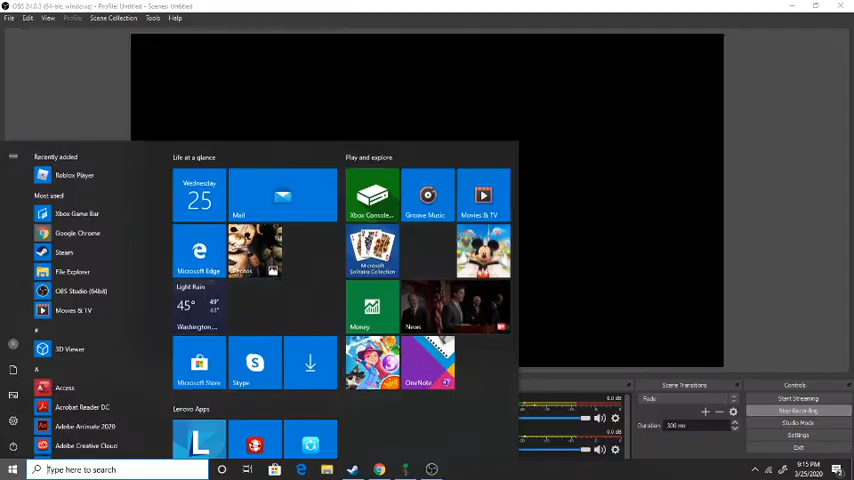 OBS 24.0.3 (64-bit, windows) - Profile: Untitled - Scenes: Untitled
File Edit View Profile Scene Collection Tools Help
Recently added
Roblox Player
Most used
Xbox Game Bar
Google Chrome
Steam
File Explorer
OBS Studio (64bit)
Movies & TV
#
3D Viewer
A
Access
Acrobat Reader DC
Adobe Animate 2020
Adobe Creative Cloud
Life at a glance
Wednesday
25
Mail
Microsoft Edge
Photos
Light Rain
45° 49°
44°
Washington,...
Microsoft Store
Skype
Lenovo Apps
L
Play and explore
Xbox Console...
Groove Music
Movies & TV
Microsoft
Solitaire Collection
Money
News
OneNote
0.0 dB
0.0 dB
Scene Transitions
Fade
Duration 300 ms
Controls
Start Streaming
Stop Recording
Studio Mode
Settings
Exit
Type here to search
9:15 PM
3/25/2020
2